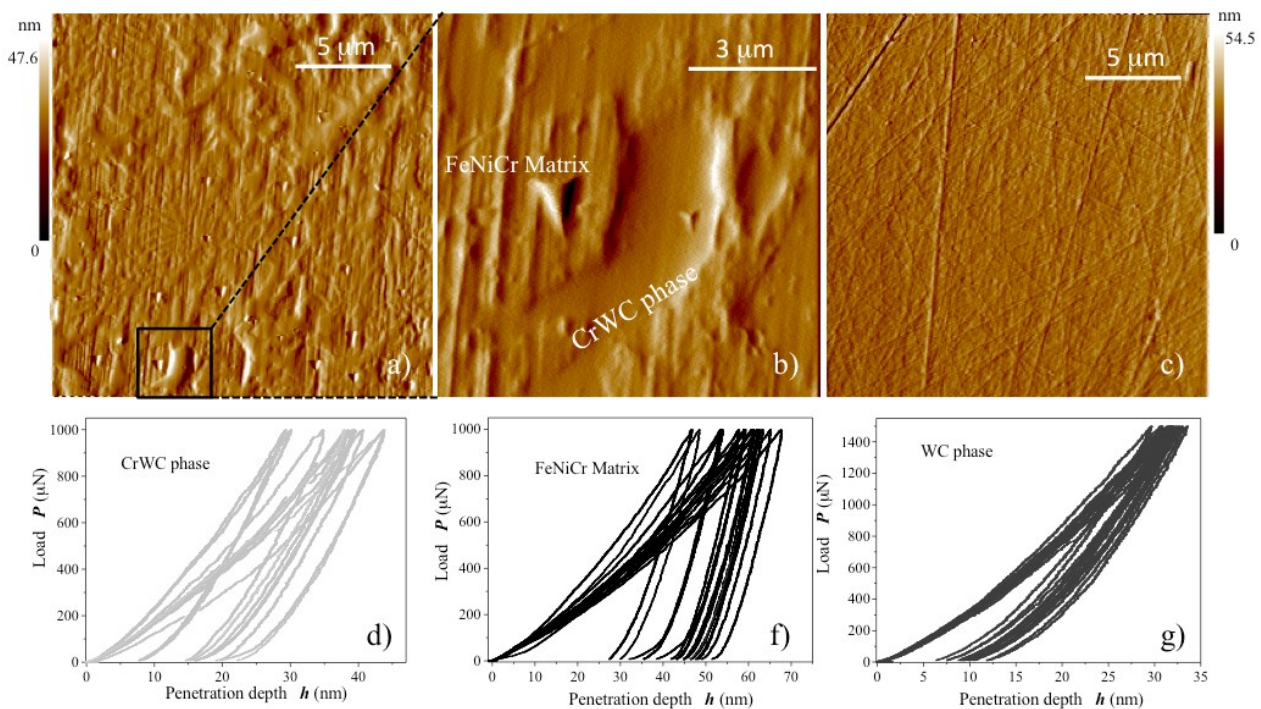 nm
47.6
0
5 μm
a)
3 μm
FeNiCr Matrix
CrWC phase
b)
5 μm
c)
nm
54.5
0
1000
800
600
400
200
0
Load P (μN)
CrWC phase
d)
0 10 20 30 40
Penetration depth h (nm)
1000
800
600
400
200
0
Load P (μN)
FeNiCr Matrix
f)
0 10 20 30 40 50 60 70
Penetration depth h (nm)
1400
1200
1000
800
600
400
200
0
Load P (μN)
WC phase
g)
0 5 10 15 20 25 30 35
Penetration depth h (nm)